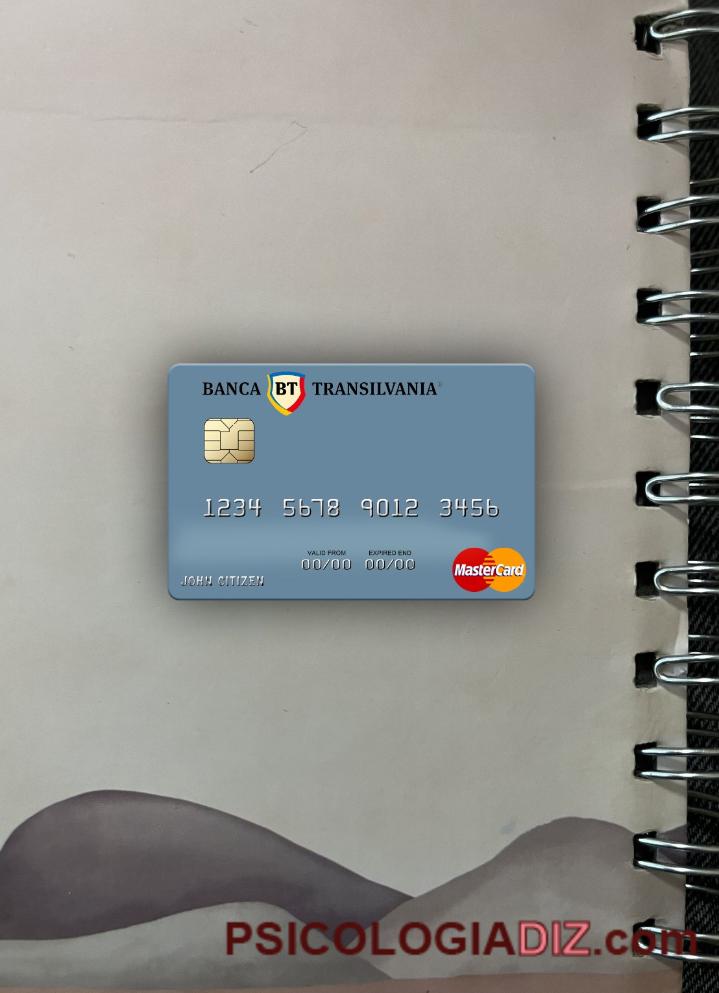 BANCA BT TRANSILVANIA®
1234 5678 9012 3456
VALID FROM EXPIRED END
00/00 00/00
JOHN CITIZEN
MasterCard
PSICOLOGIADIZ.com